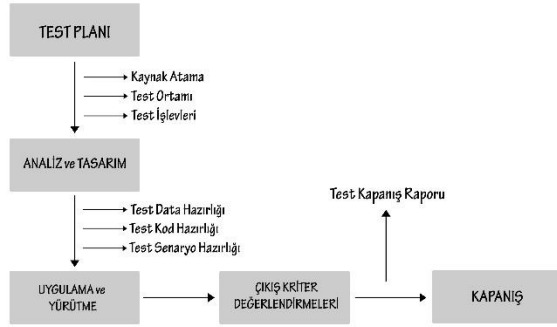 TEST PLANI
Kaynak Atama
Test Ortamı
Test İşlevleri
ANALİZ ve TASARIM
Test Data Hazırlığı
Test Kod Hazırlığı
Test Senaryo Hazırlığı
UYGULAMA ve
YÜRÜTME
ÇIKIŞ KRİTER
DEĞERLENDİRMELERİ
Test Kapanış Raporu
KAPANIŞ